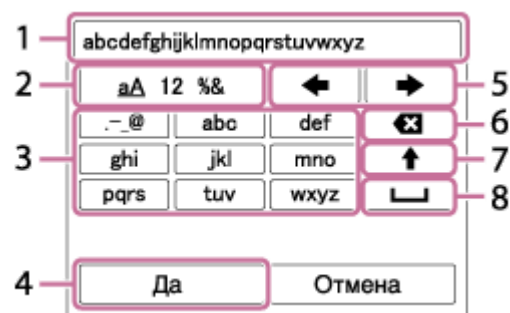 1 abcdefghijklmnopqrstuvwxyz
2 aA 12 %& 5
.-_@ abc def 6
3 ghi jkl mno 7
pqrs tuv wxyz 8
4 Да Отмена